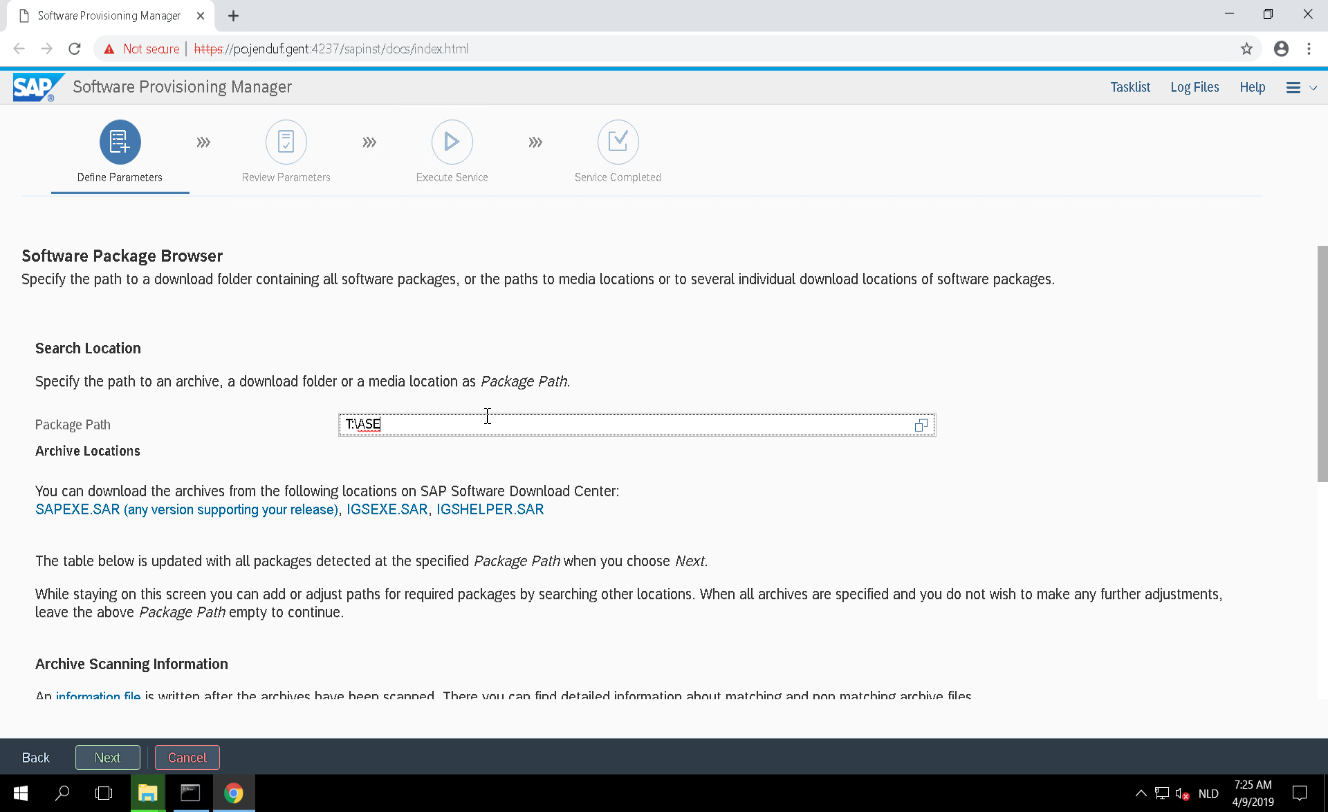 Software Provisioning Manager
Not secure | https://pojenduf.gent:4237/sapinst/docs/index.html
SAP Software Provisioning Manager
Tasklist Log Files Help
Define Parameters Review Parameters Execute Service Service Completed
Software Package Browser
Specify the path to a download folder containing all software packages, or the paths to media locations or to several individual download locations of software packages.
Search Location
Specify the path to an archive, a download folder or a media location as Package Path.
Package Path T:\ASE
Archive Locations
You can download the archives from the following locations on SAP Software Download Center:
SAPEXE.SAR (any version supporting your release), IGSEXE.SAR, IGSHELPER.SAR
The table below is updated with all packages detected at the specified Package Path when you choose Next.
While staying on this screen you can add or adjust paths for required packages by searching other locations. When all archives are specified and you do not wish to make any further adjustments,
leave the above Package Path empty to continue.
Archive Scanning Information
An information file is written after the archives have been scanned. There you can find detailed information about matching and non matching archive files.
Back Next Cancel
NLD
7:25 AM
4/9/2019